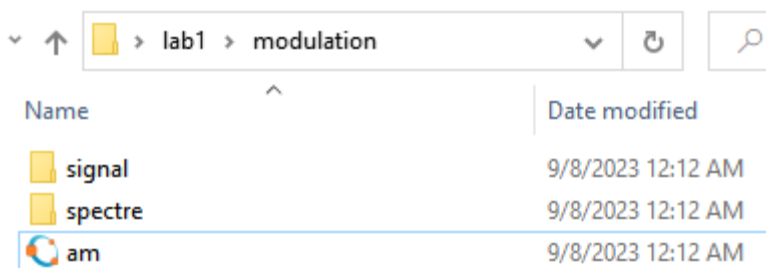 lab1 > modulation
Name Date modified
signal 9/8/2023 12:12 AM
spectre 9/8/2023 12:12 AM
am 9/8/2023 12:12 AM